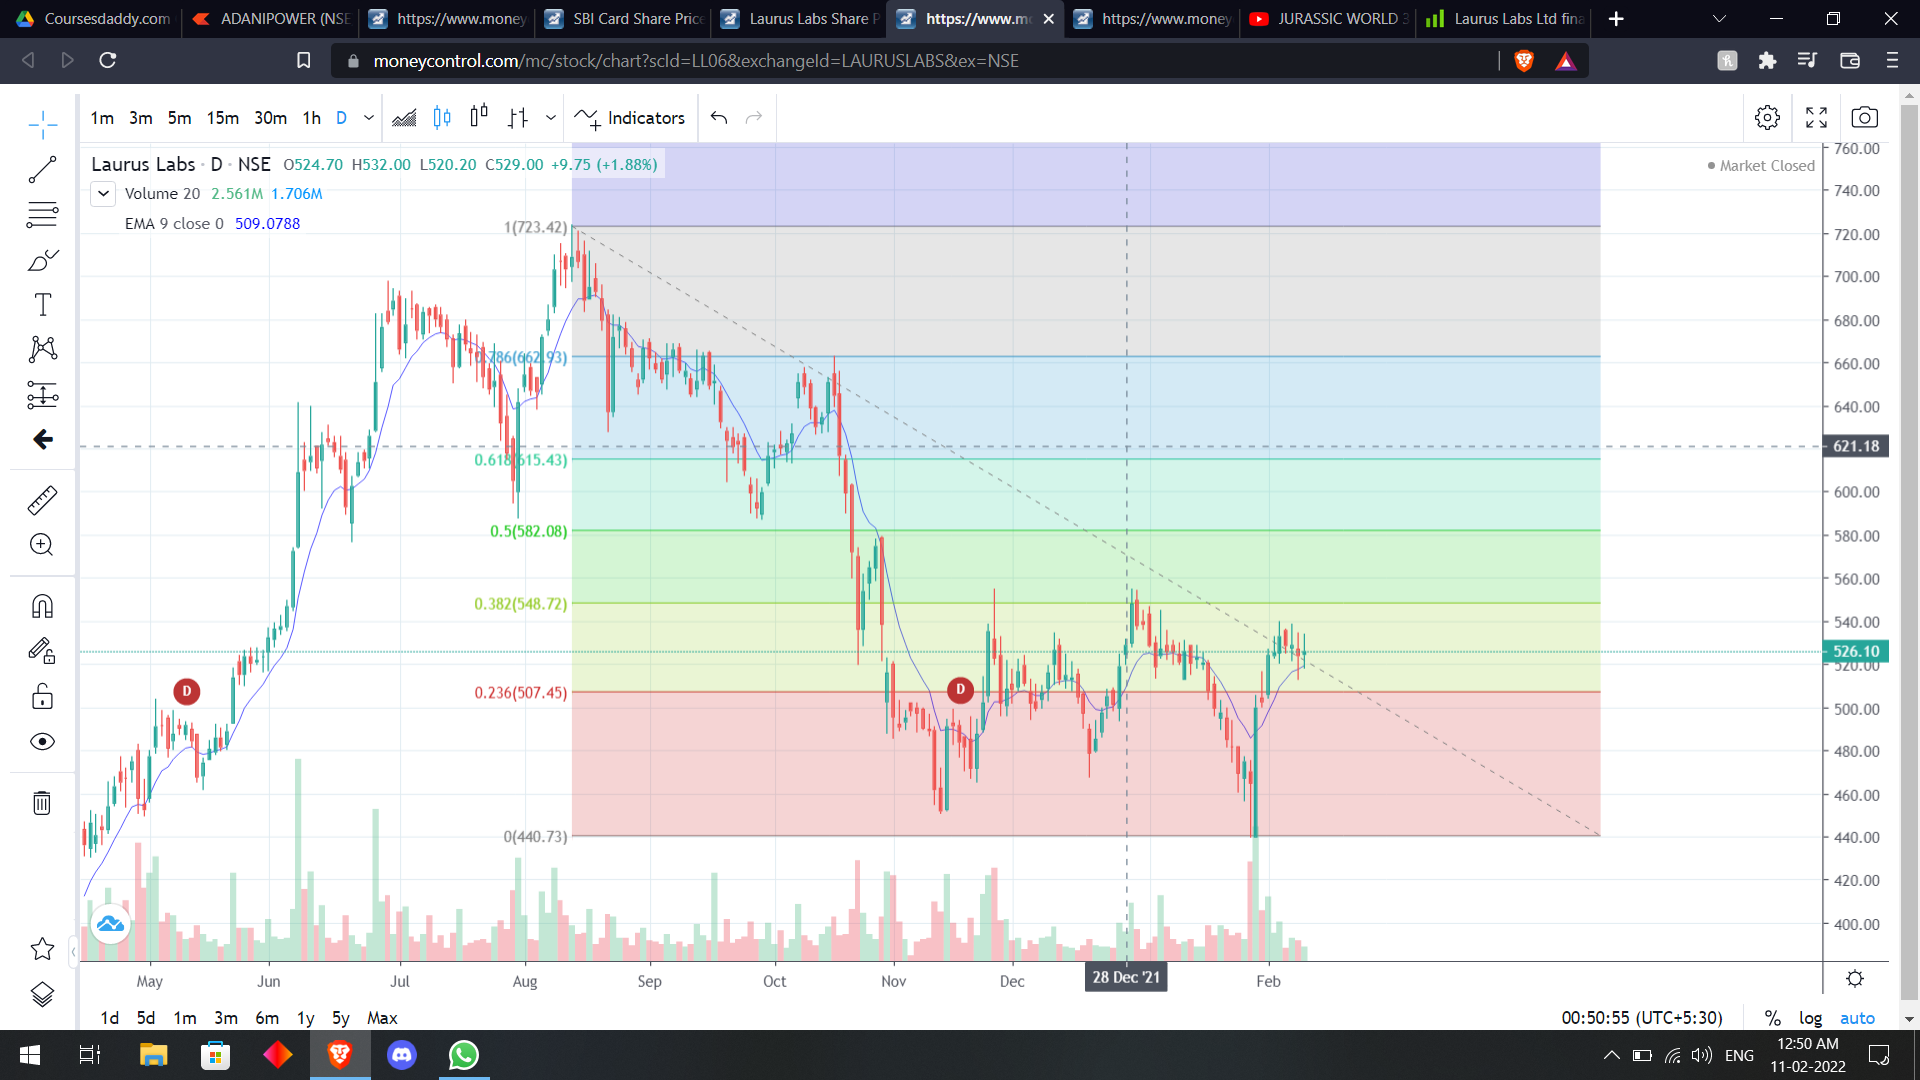 Coursesdaddy.com
ADANIPOWER (NSE
https://www.money
SBI Card Share Price
Laurus Labs Share P
https://www.mo
https://www.money
JURASSIC WORLD 3
Laurus Labs Ltd fina
moneycontrol.com/mc/stock/chart?scId=LL06&exchangeId=LAURUSLABS&ex=NSE
1m 3m 5m 15m 30m 1h D Indicators
Laurus Labs · D · NSE O524.70 H532.00 L520.20 C529.00 +9.75 (+1.88%)
Market Closed
Volume 20 2.561M 1.706M
EMA 9 close 0 509.0788
1(723.42)
0.786(662.93)
0.618(615.43)
0.5(582.08)
0.382(548.72)
0.236(507.45)
0(440.73)
D
D
760.00
740.00
720.00
700.00
680.00
660.00
640.00
621.18
600.00
580.00
560.00
540.00
526.10
520.00
500.00
480.00
460.00
440.00
420.00
400.00
May Jun Jul Aug Sep Oct Nov Dec 28 Dec '21 Feb
1d 5d 1m 3m 6m 1y 5y Max
00:50:55 (UTC+5:30) % log auto
ENG
12:50 AM
11-02-2022